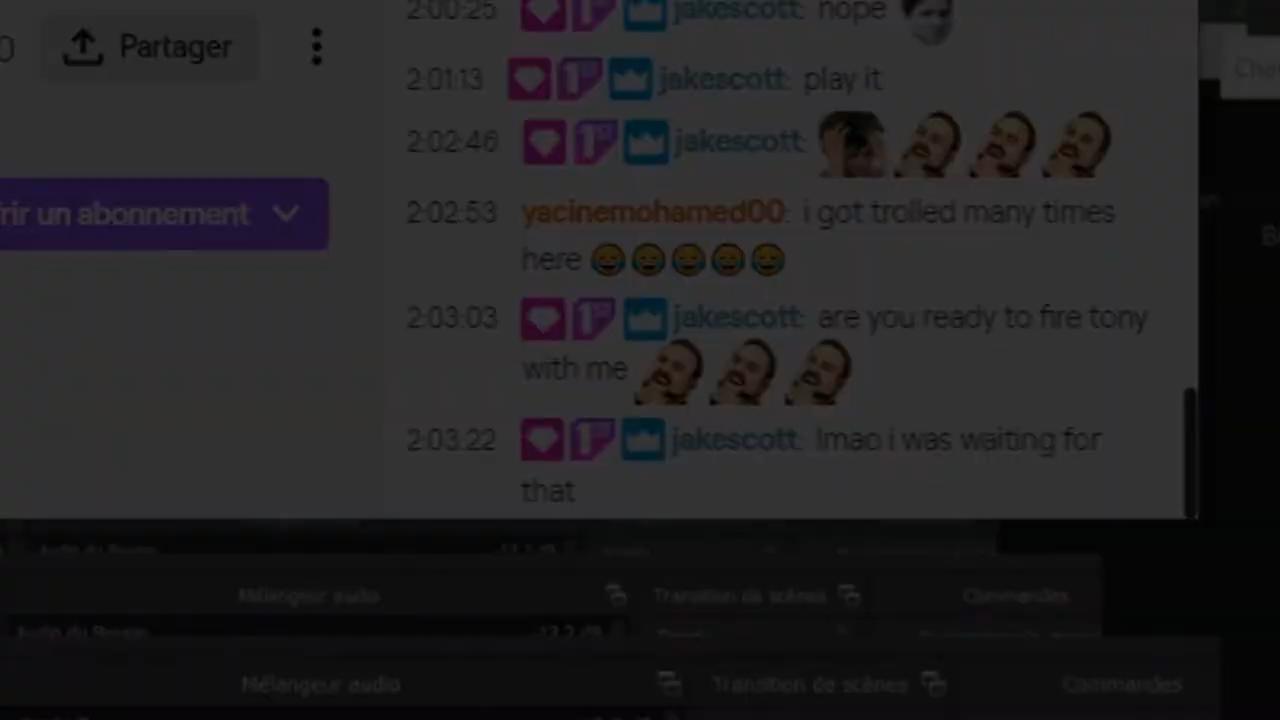 2:00:25 jakescott: nope
Partager
2:01:13 jakescott: play it
2:02:46 jakescott:
2:02:53 yacinemohamed00: i got trolled many times
rir un abonnement
here 😂😂😂😂😂
2:03:03 jakescott: are you ready to fire tony
with me
2:03:22 jakescott: lmao i was waiting for
that
Mélangeur audio Transition de scènes Commandes
Mélangeur audio Transition de scènes Commandes